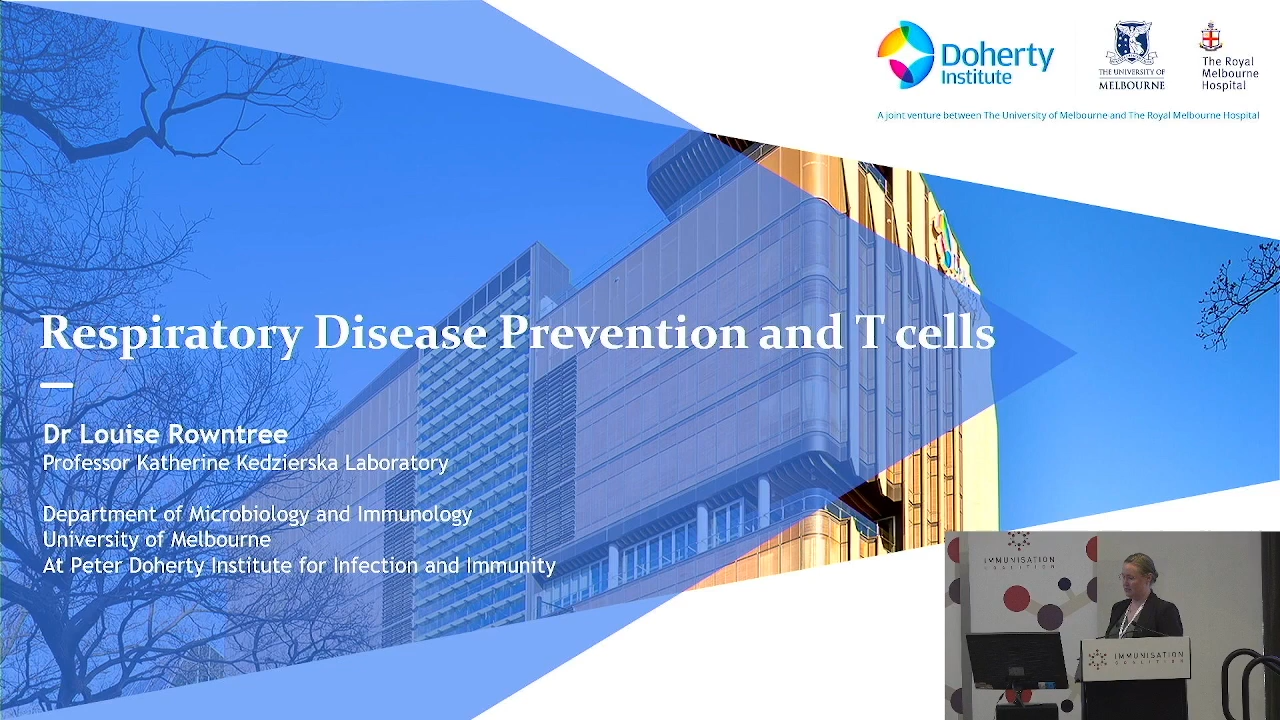 Doherty
Institute
THE UNIVERSITY OF
MELBOURNE
The Royal
Melbourne
Hospital
A joint venture between The University of Melbourne and The Royal Melbourne Hospital
Respiratory Disease Prevention and T cells
Dr Louise Rowntree
Professor Katherine Kedzierska Laboratory
Department of Microbiology and Immunology
University of Melbourne
At Peter Doherty Institute for Infection and Immunity
IMMUNISATION
COALITION
IMMUNISATION
COALITION